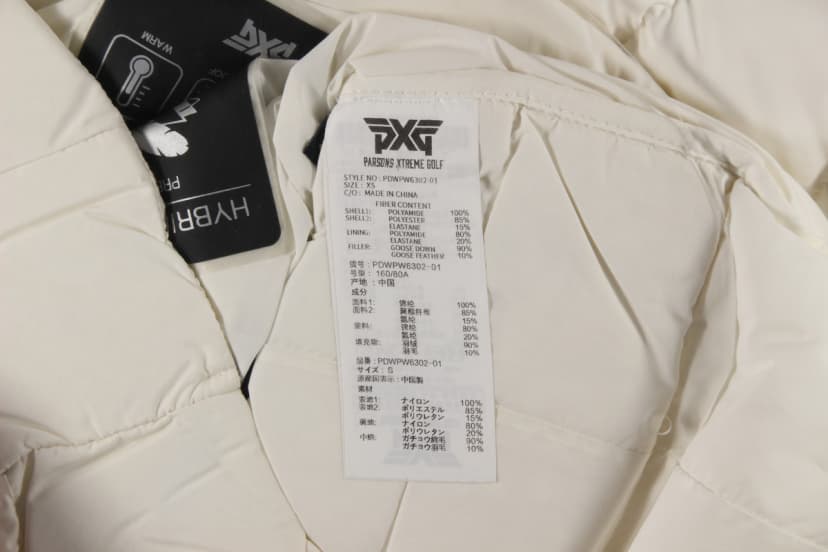 WARM
PXG
PR
HYBRI
PXG
PARSONS XTREME GOLF
STYLE NO : PDWPW6302-01
SIZE : XS
C/O : MADE IN CHINA
FIBER CONTENT
SHELL1: POLYAMIDE 100%
SHELL2: POLYESTER 85%
ELASTANE 15%
LINING: POLYAMIDE 80%
ELASTANE 20%
FILLER: GOOSE DOWN 90%
GOOSE FEATHER 10%
货号 : PDWPW6302-01
号型 : 160/80A
产地 : 中国
成分
面料1: 锦纶 100%
面料2: 聚酯纤维 85%
氨纶 15%
里料: 锦纶 80%
氨纶 20%
填充物: 羽绒 90%
羽毛 10%
品番 : PDWPW6302-01
サイズ : S
原産国表示 : 中国製
素材
表地1: ナイロン 100%
表地2: ポリエステル 85%
ポリウレタン 15%
裏地: ナイロン 80%
ポリウレタン 20%
中綿: ガチョウ羽毛 90%
ガチョウ羽毛 10%